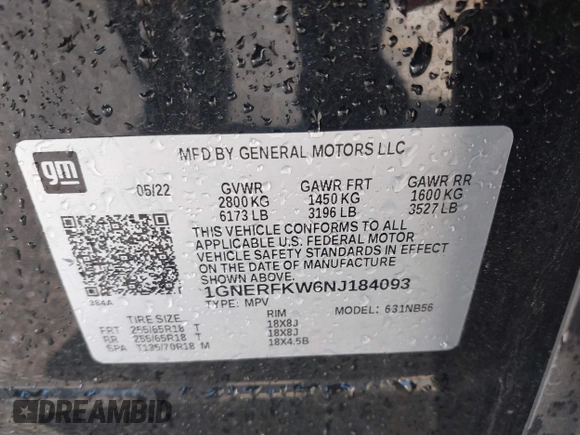 gm
MFD BY GENERAL MOTORS LLC
05/22 GVWR GAWR FRT GAWR RR
2800 KG 1450 KG 1600 KG
6173 LB 3196 LB 3527 LB
THIS VEHICLE CONFORMS TO ALL
APPLICABLE U.S. FEDERAL MOTOR
VEHICLE SAFETY STANDARDS IN EFFECT
ON THE DATE OF MANUFACTURE
SHOWN ABOVE.
1GNERFKW6NJ184093
384A TYPE: MPV MODEL: 631NB56
TIRE SIZE RIM
FRT 255/65R18 T 18X8J
RR 255/65R18 T 18X8J
SPA T135/70R18 M 18X4.5B
DREAMBID